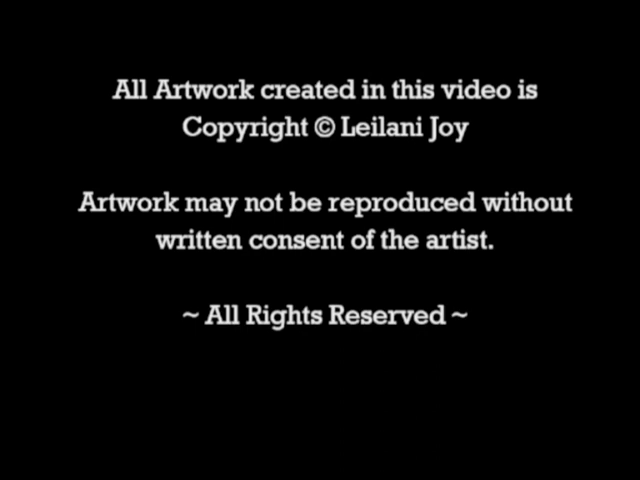 All Artwork created in this video is
Copyright © Leilani Joy
Artwork may not be reproduced without
written consent of the artist.
~ All Rights Reserved ~